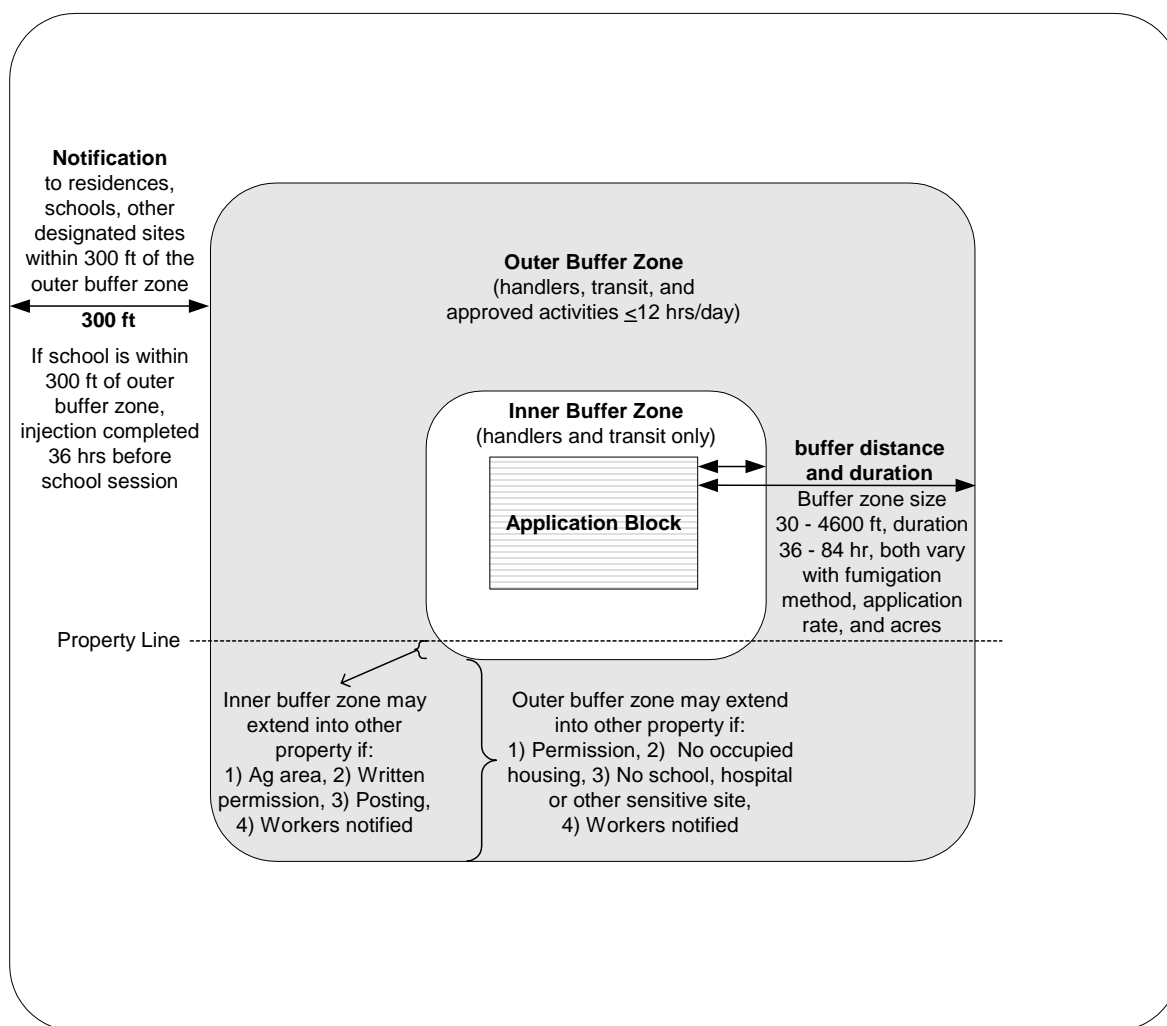 Notification
to residences,
schools, other
designated sites
within 300 ft of the
outer buffer zone
300 ft
If school is within
300 ft of outer
buffer zone,
injection completed
36 hrs before
school session
Outer Buffer Zone
(handlers, transit, and
approved activities ≤12 hrs/day)
Inner Buffer Zone
(handlers and transit only)
Application Block
buffer distance
and duration
Buffer zone size
30 - 4600 ft, duration
36 - 84 hr, both vary
with fumigation
method, application
rate, and acres
Property Line
Inner buffer zone may
extend into other
property if:
1) Ag area, 2) Written
permission, 3) Posting,
4) Workers notified
Outer buffer zone may extend
into other property if:
1) Permission, 2)  No occupied
housing, 3) No school, hospital
or other sensitive site,
4) Workers notified